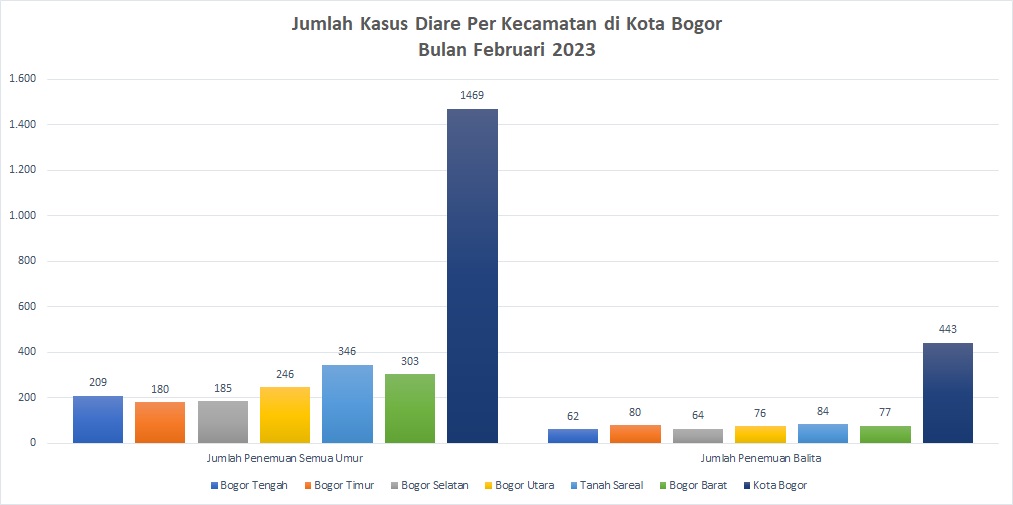 Jumlah Kasus Diare Per Kecamatan di Kota Bogor
Bulan Februari 2023
1.600
1.400
1.200
1.000
800
600
400
200
0
209
180
185
246
346
303
1469
62
80
64
76
84
77
443
Jumlah Penemuan Semua Umur
Jumlah Penemuan Balita
Bogor Tengah
Bogor Timur
Bogor Selatan
Bogor Utara
Tanah Sareal
Bogor Barat
Kota Bogor